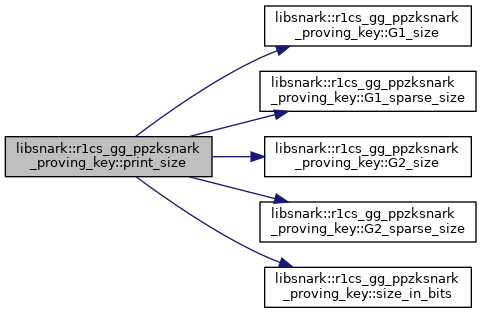 libsnark::r1cs_gg_ppzksnark
_proving_key::G1_size
libsnark::r1cs_gg_ppzksnark
_proving_key::G1_sparse_size
libsnark::r1cs_gg_ppzksnark
_proving_key::print_size
libsnark::r1cs_gg_ppzksnark
_proving_key::G2_size
libsnark::r1cs_gg_ppzksnark
_proving_key::G2_sparse_size
libsnark::r1cs_gg_ppzksnark
_proving_key::size_in_bits